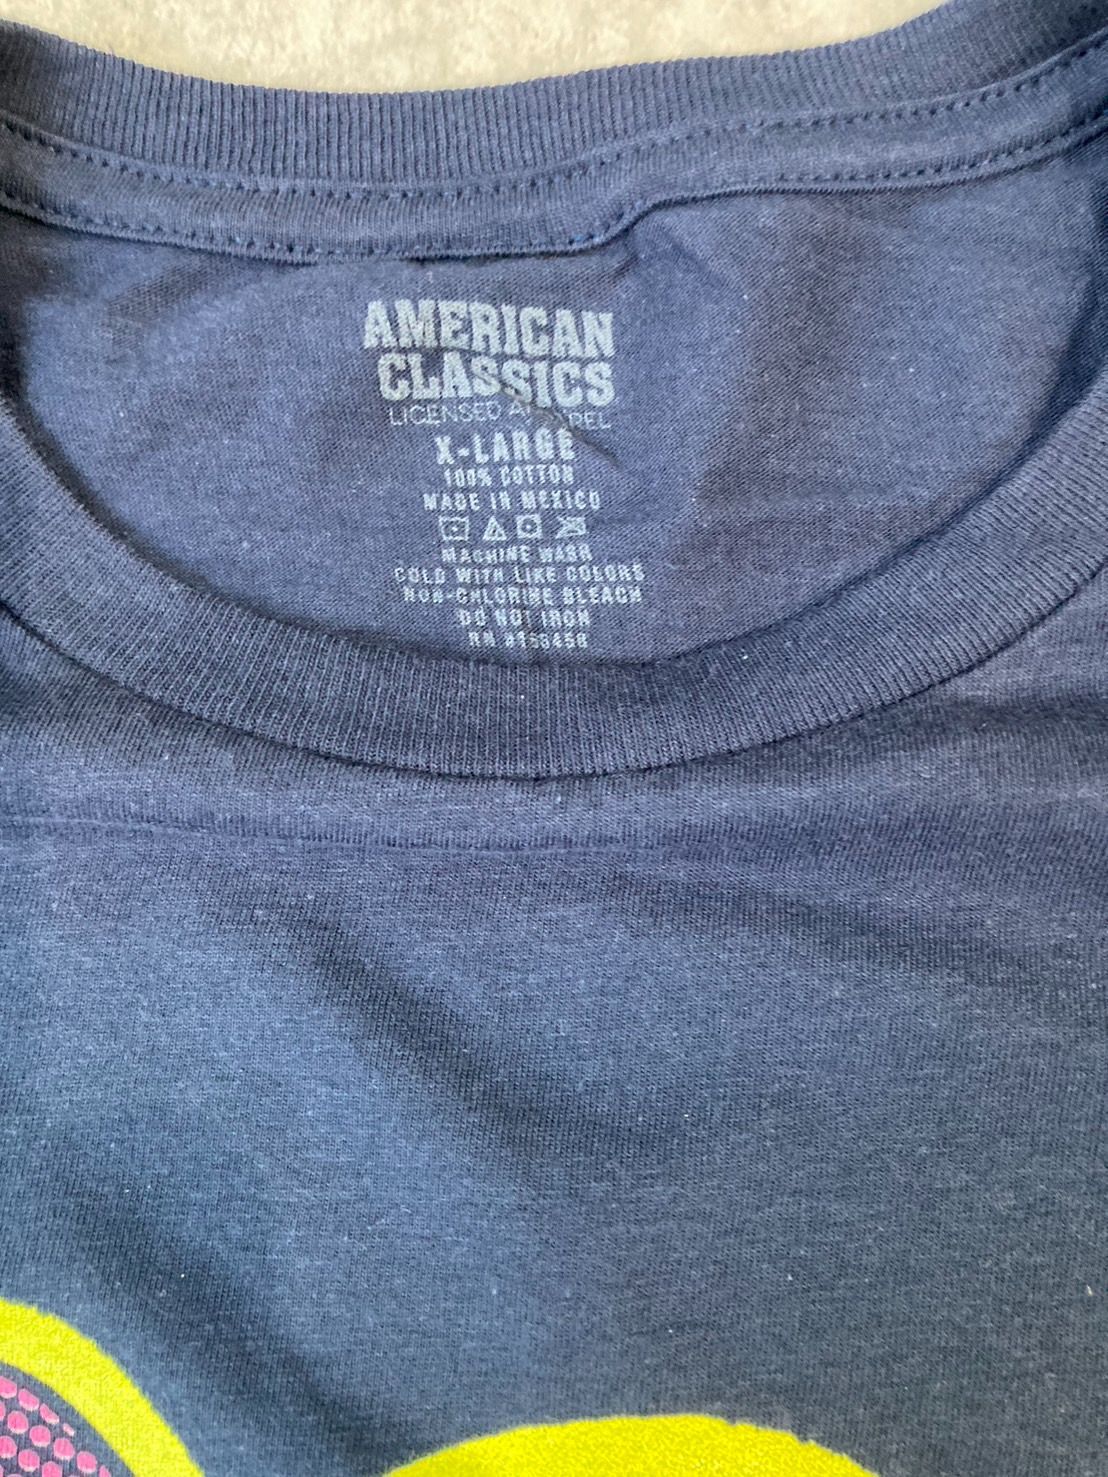 AMERICAN
CLASSICS
LICENSED APPAREL
X-LARGE
100% COTTON
MADE IN MEXICO
MACHINE WASH
COLD WITH LIKE COLORS
NON-CHLORINE BLEACH
DO NOT IRON
RN